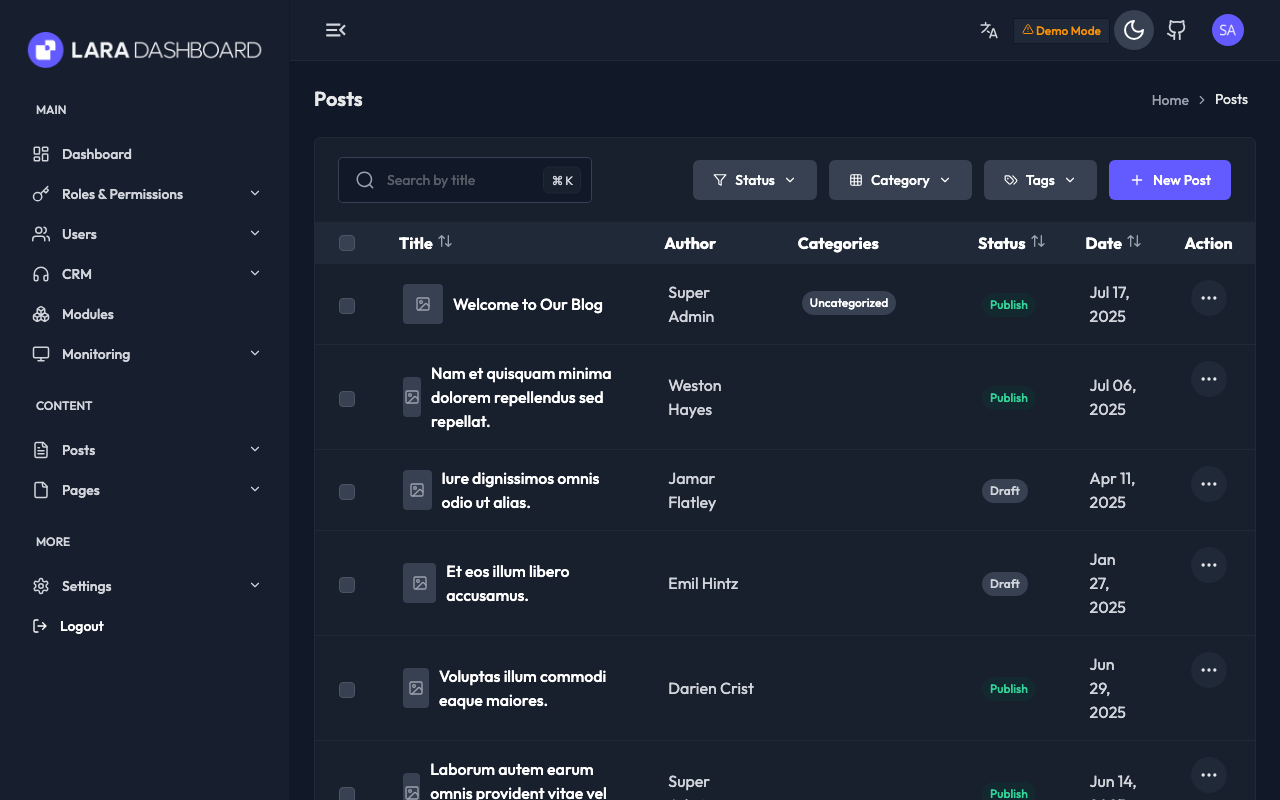 LARA DASHBOARD
MAIN
Dashboard
Roles & Permissions
Users
CRM
Modules
Monitoring
CONTENT
Posts
Pages
MORE
Settings
Logout
Demo Mode
SA
Posts
Home > Posts
Search by title
⌘ K
Status
Category
Tags
New Post
Title Author Categories Status Date Action
Welcome to Our Blog
Super
Admin
Uncategorized
Publish
Jul 17,
2025
Nam et quisquam minima
dolorem repellendus sed
repellat.
Weston
Hayes
Publish
Jul 06,
2025
Iure dignissimos omnis
odio ut alias.
Jamar
Flatley
Draft
Apr 11,
2025
Et eos illum libero
accusamus.
Emil Hintz
Draft
Jan
27,
2025
Voluptas illum commodi
eaque maiores.
Darien Crist
Publish
Jun
29,
2025
Laborum autem earum
omnis provident vitae vel
Super
Publish
Jun 14,